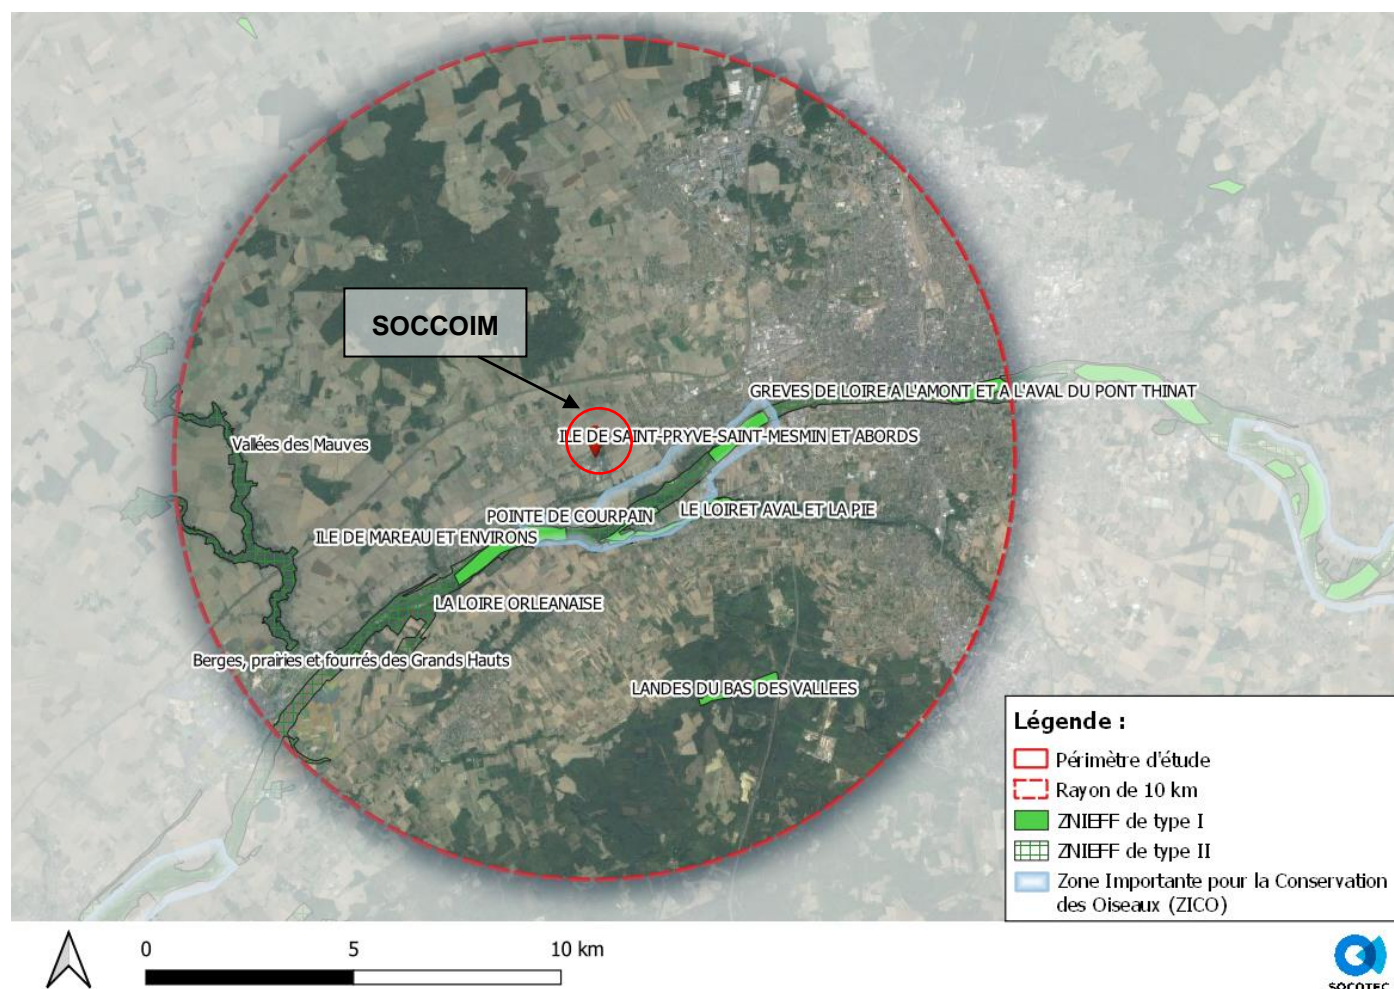 SOCCOIM
GREVES DE LOIRE A L'AMONT ET A L'AVAL DU PONT THINAT
ILE DE SAINT-PRYVE-SAINT-MESMIN ET ABORDS
Vallées des Mauves
LE LOIRET AVAL ET LA PIE
POINTE DE COURPAIN
ILE DE MAREAU ET ENVIRONS
LA LOIRE ORLEANAISE
Berges, prairies et fourrés des Grands Hauts
LANDES DU BAS DES VALLEES
Légende :
Périmètre d'étude
Rayon de 10 km
ZNIEFF de type I
ZNIEFF de type II
Zone Importante pour la Conservation
des Oiseaux (ZICO)
0 5 10 km
SOCOTEC